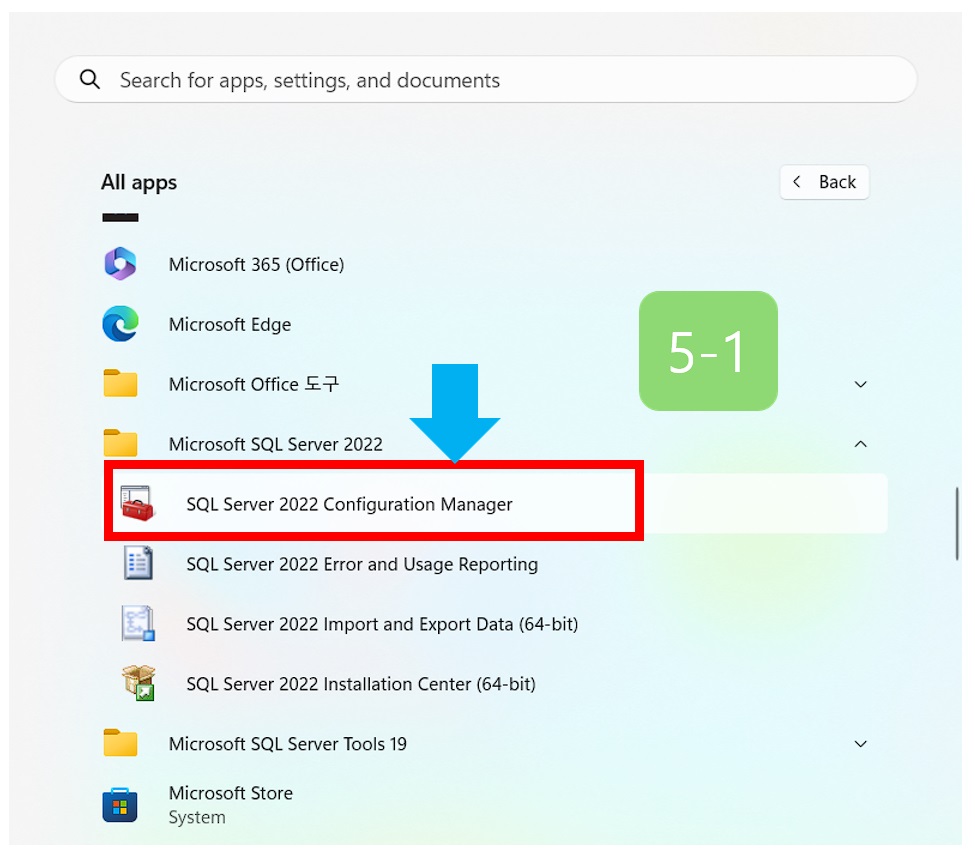 Search for apps, settings, and documents
All apps
Back
Microsoft 365 (Office)
Microsoft Edge
5-1
Microsoft Office 도구
Microsoft SQL Server 2022
SQL Server 2022 Configuration Manager
SQL Server 2022 Error and Usage Reporting
SQL Server 2022 Import and Export Data (64-bit)
SQL Server 2022 Installation Center (64-bit)
Microsoft SQL Server Tools 19
Microsoft Store
System